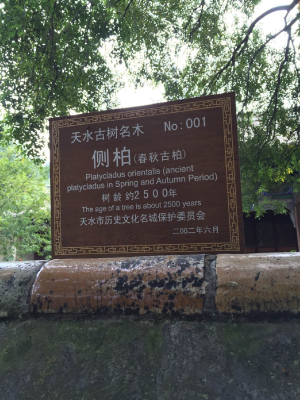 天水古树名木 No:001
侧柏(春秋古柏)
Platycladus orientalis (ancient
platycladus in Spring and Autumn Period)
树龄约2500年
The age of a tree is about 2500 years
天水市历史文化名城保护委员会
二00二年六月